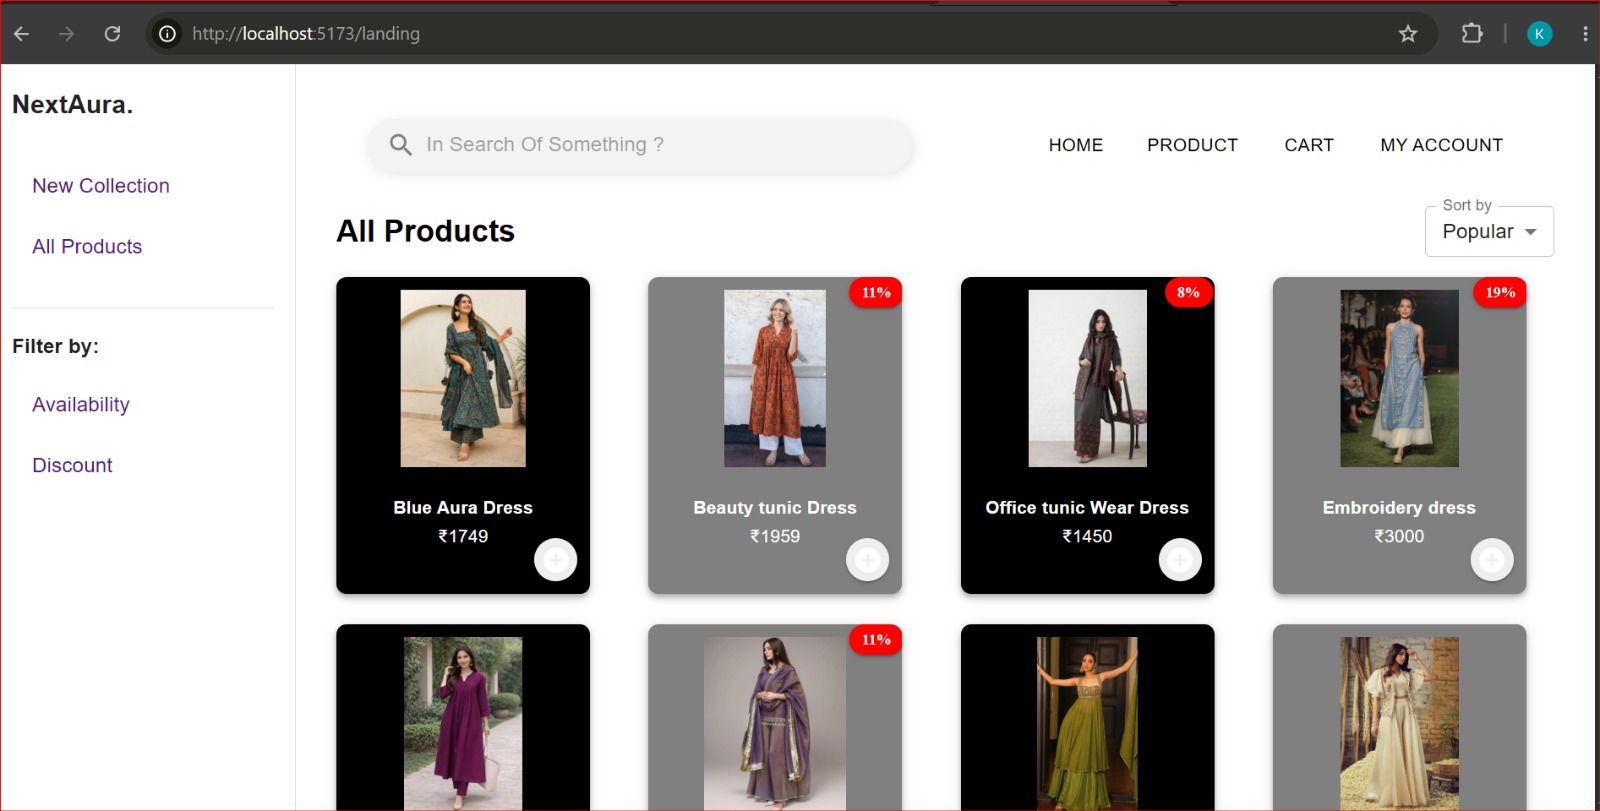 http://localhost:5173/landing
K
NextAura.
New Collection
All Products
Filter by:
Availability
Discount
In Search Of Something ?
HOME
PRODUCT
CART
MY ACCOUNT
All Products
Sort by
Popular
11%
8%
19%
Blue Aura Dress
₹1749
Beauty tunic Dress
₹1959
Office tunic Wear Dress
₹1450
Embroidery dress
₹3000
11%